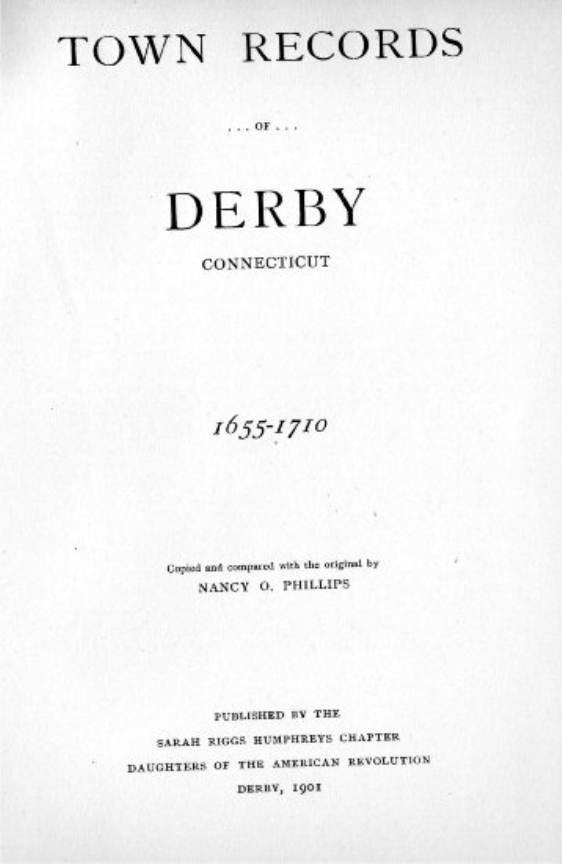 TOWN RECORDS
... OF ...
DERBY
CONNECTICUT
1655-1710
Copied and compared with the original by
NANCY O. PHILLIPS
PUBLISHED BY THE
SARAH RIGGS HUMPHREYS CHAPTER
DAUGHTERS OF THE AMERICAN REVOLUTION
DERBY, 1901